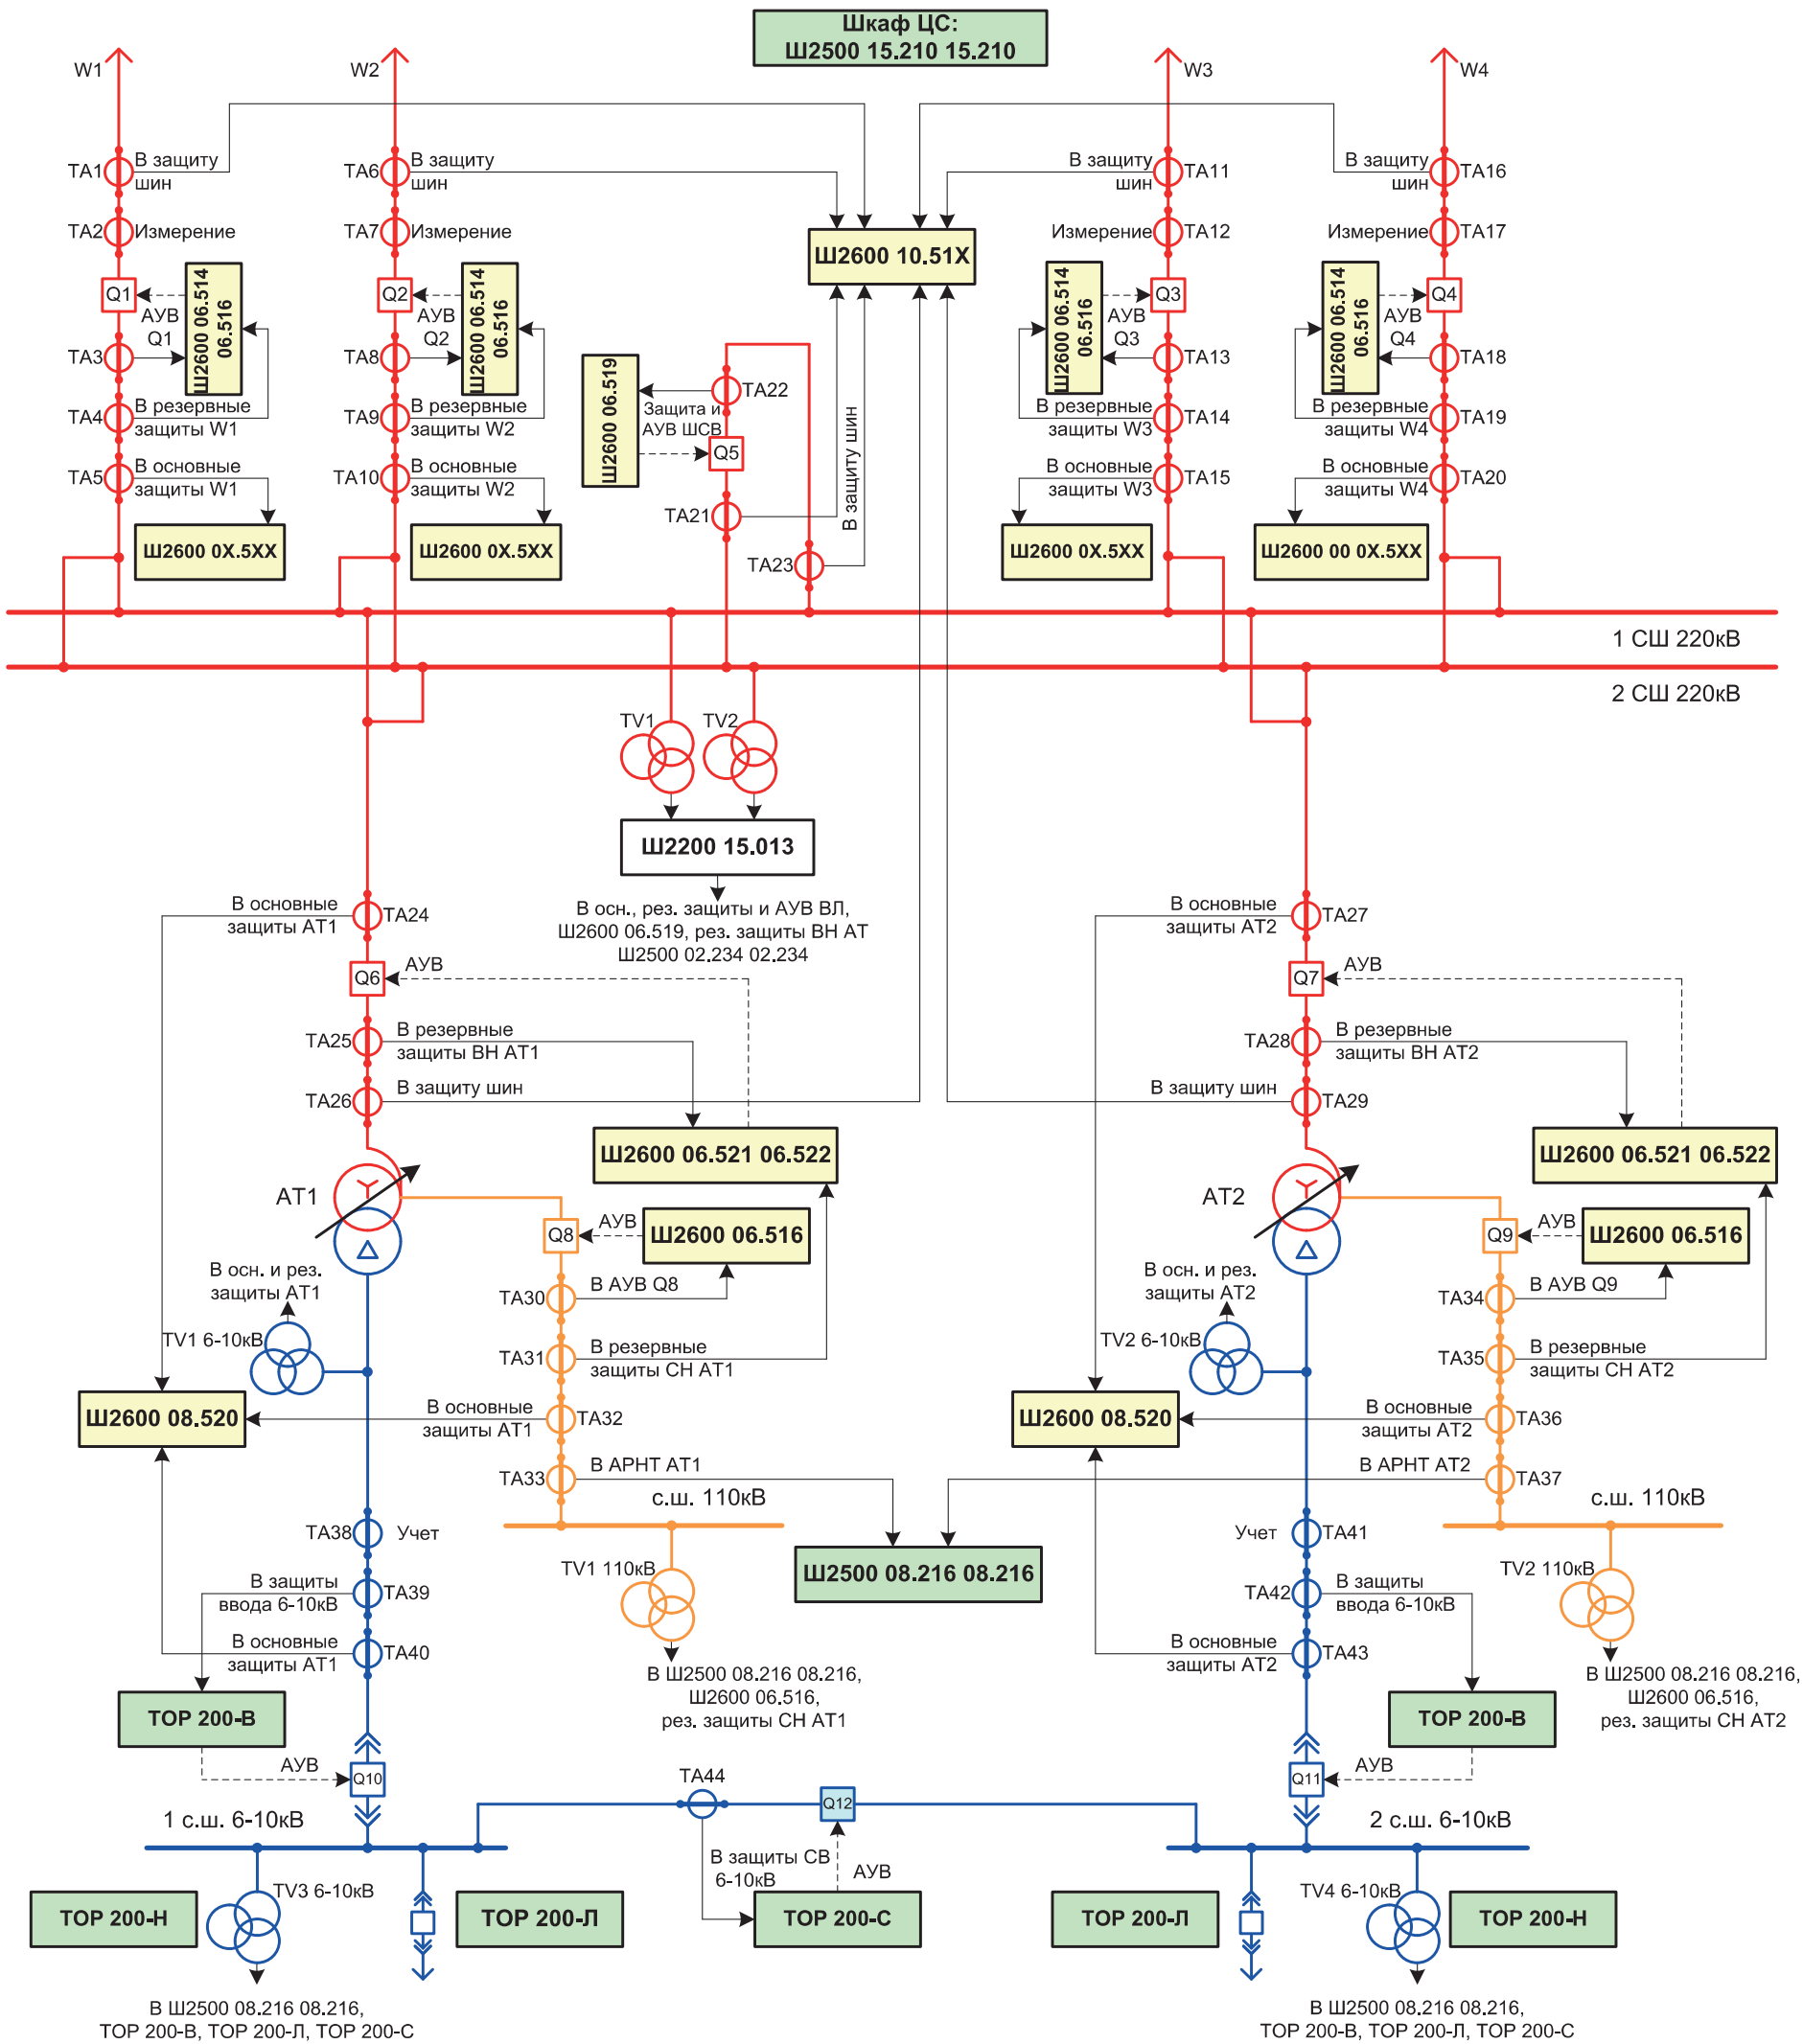 Шкаф ЦС:
Ш2500 15.210 15.210
W1
W2
W3
W4
TA1
В защиту
шин
TA6
В защиту
шин
В защиту
шин
TA11
В защиту
шин
TA16
TA2
Измерение
TA7
Измерение
Измерение
TA12
Измерение
TA17
Ш2600 10.51X
Q1
АУВ
Q1
Ш2600 06.514
06.516
Q2
АУВ
Q2
Ш2600 06.514
06.516
Ш2600 06.514
06.516
АУВ
Q3
Q3
Ш2600 06.514
06.516
АУВ
Q4
Q4
TA3
TA8
TA13
TA18
Ш2600 06.519
TA22
Защита и
АУВ ШСВ
Q5
TA4
В резервные
защиты W1
TA9
В резервные
защиты W2
В резервные
защиты W3
TA14
В резервные
защиты W4
TA19
TA5
В основные
защиты W1
TA10
В основные
защиты W2
В основные
защиты W3
TA15
В основные
защиты W4
TA20
TA21
В защиту шин
TA23
Ш2600 0X.5XX
Ш2600 0X.5XX
Ш2600 0X.5XX
Ш2600 00 0X.5XX
1 СШ 220кВ
2 СШ 220кВ
TV1
TV2
Ш2200 15.013
В осн., рез. защиты и АУВ ВЛ,
Ш2600 06.519, рез. защиты ВН АТ
Ш2500 02.234 02.234
В основные
защиты АТ1
TA24
В основные
защиты АТ2
TA27
Q6
АУВ
Q7
АУВ
TA25
В резервные
защиты ВН АТ1
TA28
В резервные
защиты ВН АТ2
TA26
В защиту шин
В защиту шин
TA29
Ш2600 06.521 06.522
Ш2600 06.521 06.522
АТ1
АТ2
Q8
АУВ
Ш2600 06.516
Q9
АУВ
Ш2600 06.516
В осн. и рез.
защиты АТ1
В осн. и рез.
защиты АТ2
TA30
В АУВ Q8
TA34
В АУВ Q9
TV1 6-10кВ
TV2 6-10кВ
TA31
В резервные
защиты СН АТ1
TA35
В резервные
защиты СН АТ2
Ш2600 08.520
В основные
защиты АТ1
TA32
Ш2600 08.520
В основные
защиты АТ2
TA36
TA33
В АРНТ АТ1
В АРНТ АТ2
TA37
с.ш. 110кВ
с.ш. 110кВ
TA38
Учет
Учет
TA41
TV1 110кВ
Ш2500 08.216 08.216
TV2 110кВ
В защиты
ввода 6-10кВ
TA39
TA42
В защиты
ввода 6-10кВ
В основные
защиты АТ1
TA40
В основные
защиты АТ2
TA43
В Ш2500 08.216 08.216,
Ш2600 06.516,
рез. защиты СН АТ1
В Ш2500 08.216 08.216,
Ш2600 06.516,
рез. защиты СН АТ2
ТОР 200-В
ТОР 200-В
АУВ
Q10
TA44
Q12
Q11
АУВ
1 с.ш. 6-10кВ
2 с.ш. 6-10кВ
В защиты СВ
6-10кВ
АУВ
ТОР 200-Н
TV3 6-10кВ
ТОР 200-Л
ТОР 200-С
ТОР 200-Л
TV4 6-10кВ
ТОР 200-Н
В Ш2500 08.216 08.216,
ТОР 200-В, ТОР 200-Л, ТОР 200-С
В Ш2500 08.216 08.216,
ТОР 200-В, ТОР 200-Л, ТОР 200-С